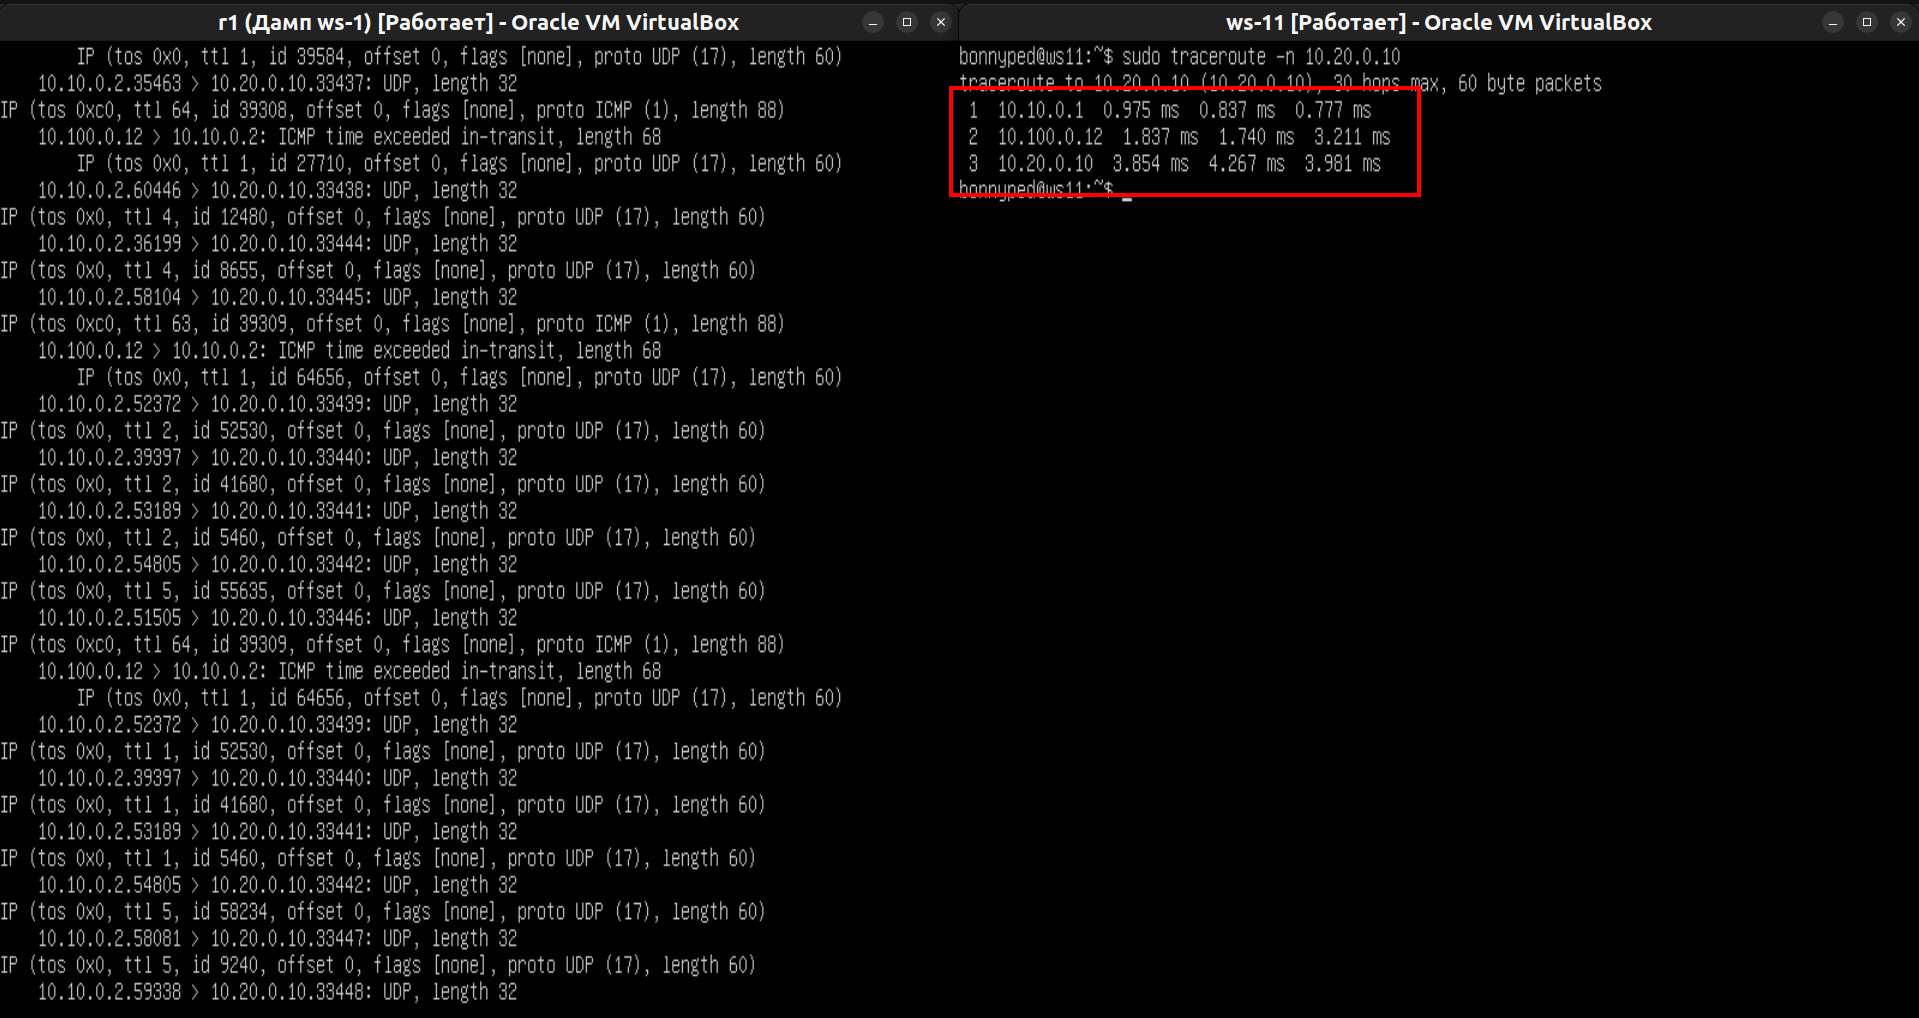 r1 (Дамп ws-1) [Работает] - Oracle VM VirtualBox
IP (tos 0x0, ttl 1, id 39584, offset 0, flags [none], proto UDP (17), length 60)
10.10.0.2.35463 > 10.20.0.10.33437: UDP, length 32
IP (tos 0xc0, ttl 64, id 39308, offset 0, flags [none], proto ICMP (1), length 88)
10.100.0.12 > 10.10.0.2: ICMP time exceeded in-transit, length 68
IP (tos 0x0, ttl 1, id 27710, offset 0, flags [none], proto UDP (17), length 60)
10.10.0.2.60446 > 10.20.0.10.33438: UDP, length 32
IP (tos 0x0, ttl 4, id 12480, offset 0, flags [none], proto UDP (17), length 60)
10.10.0.2.36199 > 10.20.0.10.33444: UDP, length 32
IP (tos 0x0, ttl 4, id 8655, offset 0, flags [none], proto UDP (17), length 60)
10.10.0.2.58104 > 10.20.0.10.33445: UDP, length 32
IP (tos 0xc0, ttl 63, id 39309, offset 0, flags [none], proto ICMP (1), length 88)
10.100.0.12 > 10.10.0.2: ICMP time exceeded in-transit, length 68
IP (tos 0x0, ttl 1, id 64656, offset 0, flags [none], proto UDP (17), length 60)
10.10.0.2.52372 > 10.20.0.10.33439: UDP, length 32
IP (tos 0x0, ttl 2, id 52530, offset 0, flags [none], proto UDP (17), length 60)
10.10.0.2.39397 > 10.20.0.10.33440: UDP, length 32
IP (tos 0x0, ttl 2, id 41680, offset 0, flags [none], proto UDP (17), length 60)
10.10.0.2.53189 > 10.20.0.10.33441: UDP, length 32
IP (tos 0x0, ttl 2, id 5460, offset 0, flags [none], proto UDP (17), length 60)
10.10.0.2.54805 > 10.20.0.10.33442: UDP, length 32
IP (tos 0x0, ttl 5, id 55635, offset 0, flags [none], proto UDP (17), length 60)
10.10.0.2.51505 > 10.20.0.10.33446: UDP, length 32
IP (tos 0xc0, ttl 64, id 39309, offset 0, flags [none], proto ICMP (1), length 88)
10.100.0.12 > 10.10.0.2: ICMP time exceeded in-transit, length 68
IP (tos 0x0, ttl 1, id 64656, offset 0, flags [none], proto UDP (17), length 60)
10.10.0.2.52372 > 10.20.0.10.33439: UDP, length 32
IP (tos 0x0, ttl 1, id 52530, offset 0, flags [none], proto UDP (17), length 60)
10.10.0.2.39397 > 10.20.0.10.33440: UDP, length 32
IP (tos 0x0, ttl 1, id 41680, offset 0, flags [none], proto UDP (17), length 60)
10.10.0.2.53189 > 10.20.0.10.33441: UDP, length 32
IP (tos 0x0, ttl 1, id 5460, offset 0, flags [none], proto UDP (17), length 60)
10.10.0.2.54805 > 10.20.0.10.33442: UDP, length 32
IP (tos 0x0, ttl 5, id 58234, offset 0, flags [none], proto UDP (17), length 60)
10.10.0.2.58081 > 10.20.0.10.33447: UDP, length 32
IP (tos 0x0, ttl 5, id 9240, offset 0, flags [none], proto UDP (17), length 60)
10.10.0.2.59338 > 10.20.0.10.33448: UDP, length 32
ws-11 [Работает] - Oracle VM VirtualBox
bonnyped@ws11:~$ sudo traceroute -n 10.20.0.10
traceroute to 10.20.0.10 (10.20.0.10), 30 hops max, 60 byte packets
1 10.10.0.1 0.975 ms 0.837 ms 0.777 ms
2 10.100.0.12 1.837 ms 1.740 ms 3.211 ms
3 10.20.0.10 3.854 ms 4.267 ms 3.981 ms
bonnyped@ws11:~$ _